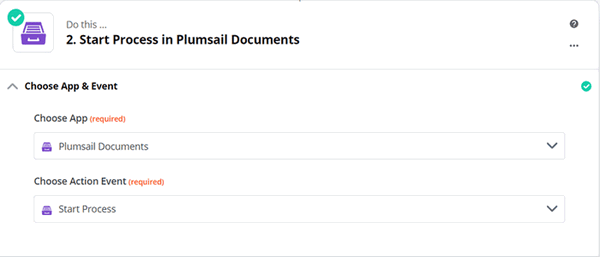 Do this ...
2. Start Process in Plumsail Documents
Choose App & Event
Choose App (required)
Plumsail Documents
Choose Action Event (required)
Start Process